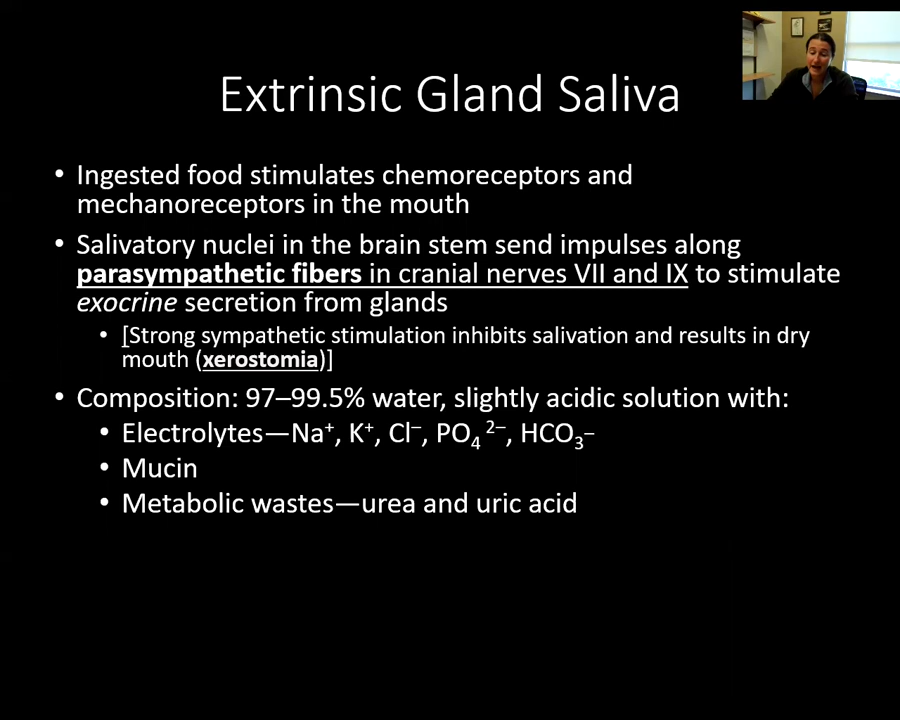 Extrinsic Gland Saliva
• Ingested food stimulates chemoreceptors and
mechanoreceptors in the mouth
• Salivatory nuclei in the brain stem send impulses along
parasympathetic fibers in cranial nerves VII and IX to stimulate
exocrine secretion from glands
• [Strong sympathetic stimulation inhibits salivation and results in dry
mouth (xerostomia)]
• Composition: 97–99.5% water, slightly acidic solution with:
• Electrolytes—Na⁺, K⁺, Cl⁻, PO₄ ²⁻, HCO₃⁻
• Mucin
• Metabolic wastes—urea and uric acid